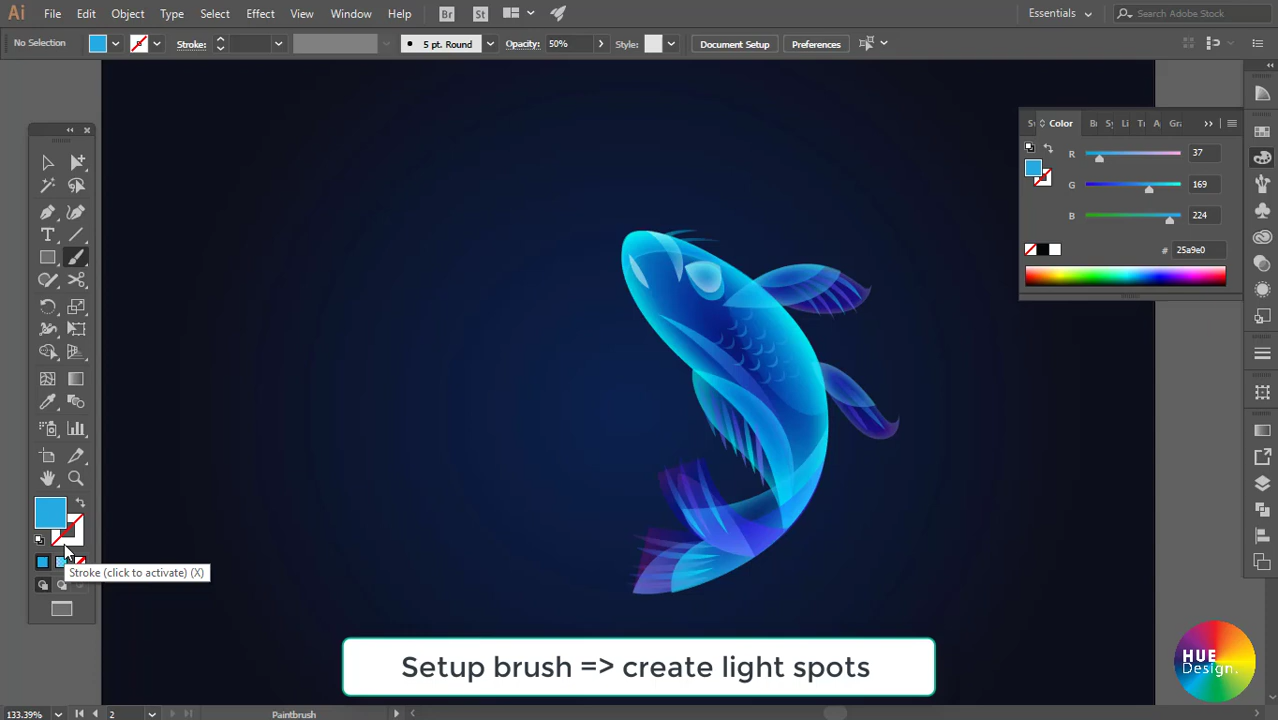 Ai File Edit Object Type Select Effect View Window Help Br St Essentials Search Adobe Stock
No Selection Stroke: 5 pt. Round Opacity: 50% Style: Document Setup Preferences
Color
R 37
G 169
B 224
# 25a9e0
Stroke (click to activate) (X)
Setup brush => create light spots
HUE
Design.
133.39% 2 Paintbrush